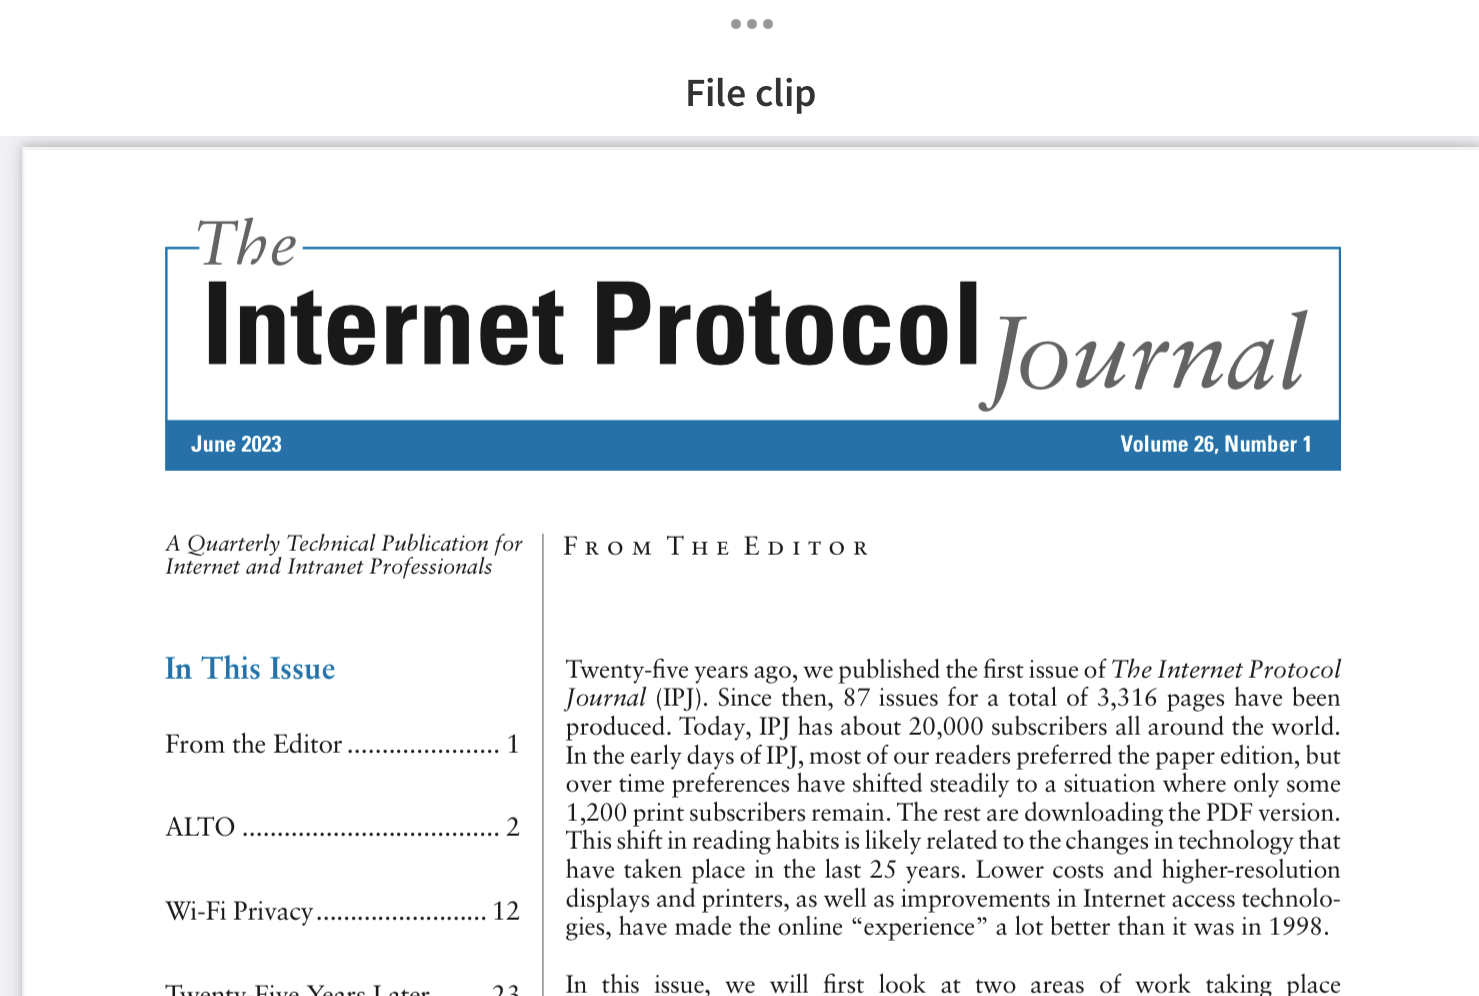 File clip
The
Internet Protocol
Journal
June 2023
Volume 26, Number 1
A Quarterly Technical Publication for
Internet and Intranet Professionals
In This Issue
From the Editor ...................... 1
ALTO ..................................... 2
Wi-Fi Privacy ........................ 12
Twenty-Five Years Later 23
FROM THE EDITOR
Twenty-five years ago, we published the first issue of The Internet Protocol
Journal (IPJ). Since then, 87 issues for a total of 3,316 pages have been
produced. Today, IPJ has about 20,000 subscribers all around the world.
In the early days of IPJ, most of our readers preferred the paper edition, but
over time preferences have shifted steadily to a situation where only some
1,200 print subscribers remain. The rest are downloading the PDF version.
This shift in reading habits is likely related to the changes in technology that
have taken place in the last 25 years. Lower costs and higher-resolution
displays and printers, as well as improvements in Internet access technolo-
gies, have made the online “experience” a lot better than it was in 1998.
In this issue, we will first look at two areas of work taking place